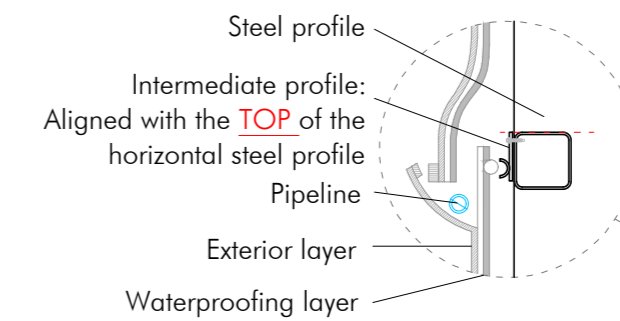 Steel profile
Intermediate profile:
Aligned with the TOP of the
horizontal steel profile
Pipeline
Exterior layer
Waterproofing layer